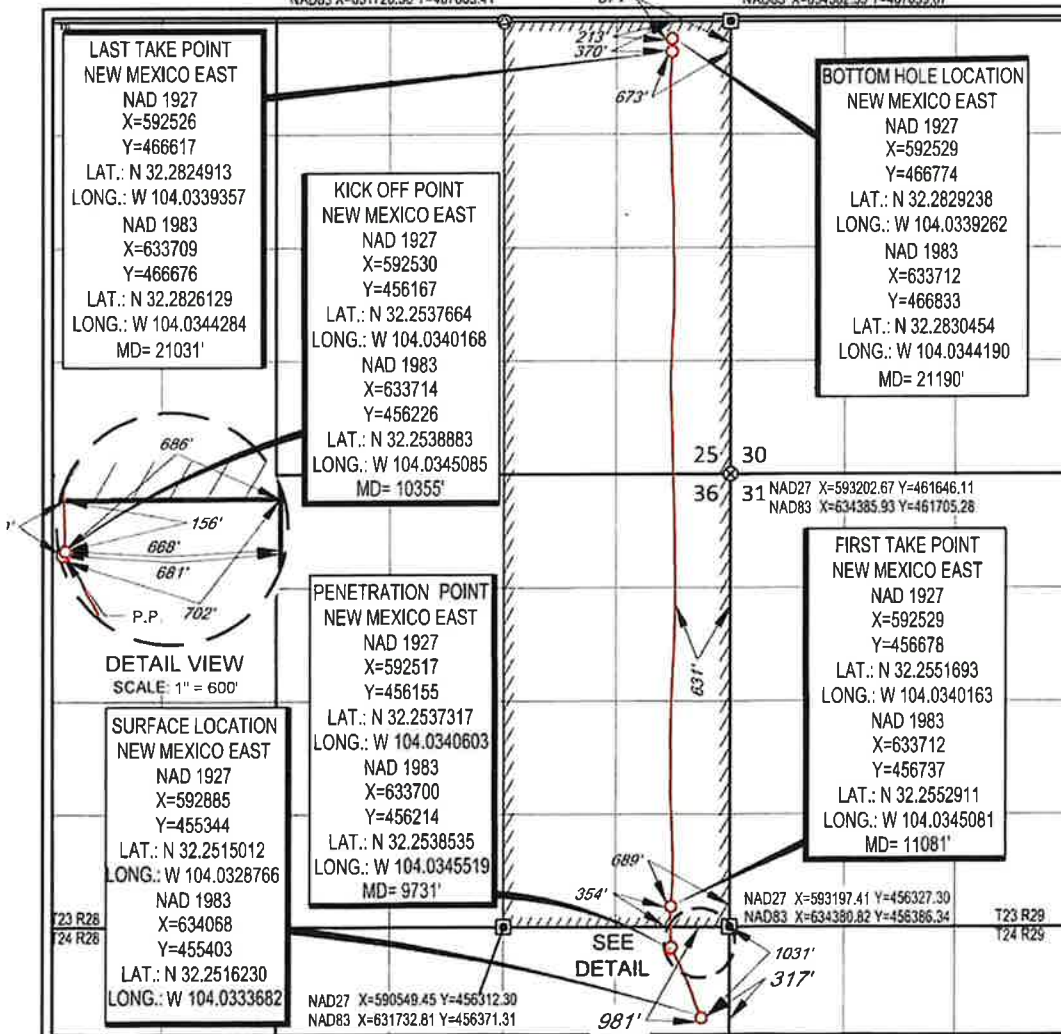 NAD83 X=634382.55 Y=467039.07
LAST TAKE POINT
NEW MEXICO EAST
NAD 1927
X=592526
Y=466617
LAT.: N 32.2824913
LONG.: W 104.0339357
NAD 1983
X=633709
Y=466676
LAT.: N 32.2826129
LONG.: W 104.0344284
MD= 21031'
KICK OFF POINT
NEW MEXICO EAST
NAD 1927
X=592530
Y=456167
LAT.: N 32.2537664
LONG.: W 104.0340168
NAD 1983
X=633714
Y=456226
LAT.: N 32.2538883
LONG.: W 104.0345085
MD= 10355'
213'
370'
673'
BOTTOM HOLE LOCATION
NEW MEXICO EAST
NAD 1927
X=592529
Y=466774
LAT.: N 32.2829238
LONG.: W 104.0339262
NAD 1983
X=633712
Y=466833
LAT.: N 32.2830454
LONG.: W 104.0344190
MD= 21190'
25 30
36 31
NAD27 X=593202.67 Y=461646.11
NAD83 X=634385.93 Y=461705.28
686'
156'
668'
681'
702'
P.P.
DETAIL VIEW
SCALE: 1" = 600'
PENETRATION POINT
NEW MEXICO EAST
NAD 1927
X=592517
Y=456155
LAT.: N 32.2537317
LONG.: W 104.0340603
NAD 1983
X=633700
Y=456214
LAT.: N 32.2538535
LONG.: W 104.0345519
MD= 9731'
631'
FIRST TAKE POINT
NEW MEXICO EAST
NAD 1927
X=592529
Y=456678
LAT.: N 32.2551693
LONG.: W 104.0340163
NAD 1983
X=633712
Y=456737
LAT.: N 32.2552911
LONG.: W 104.0345081
MD= 11081'
SURFACE LOCATION
NEW MEXICO EAST
NAD 1927
X=592885
Y=455344
LAT.: N 32.2515012
LONG.: W 104.0328766
NAD 1983
X=634068
Y=455403
LAT.: N 32.2516230
LONG.: W 104.0333682
689'
354'
NAD27 X=593197.41 Y=456327.30
NAD83 X=634380.82 Y=456386.34
T23 R28
T24 R28
T23 R29
T24 R29
SEE
DETAIL
1031'
317'
981'
NAD27 X=590549.45 Y=456312.30
NAD83 X=631732.81 Y=456371.31